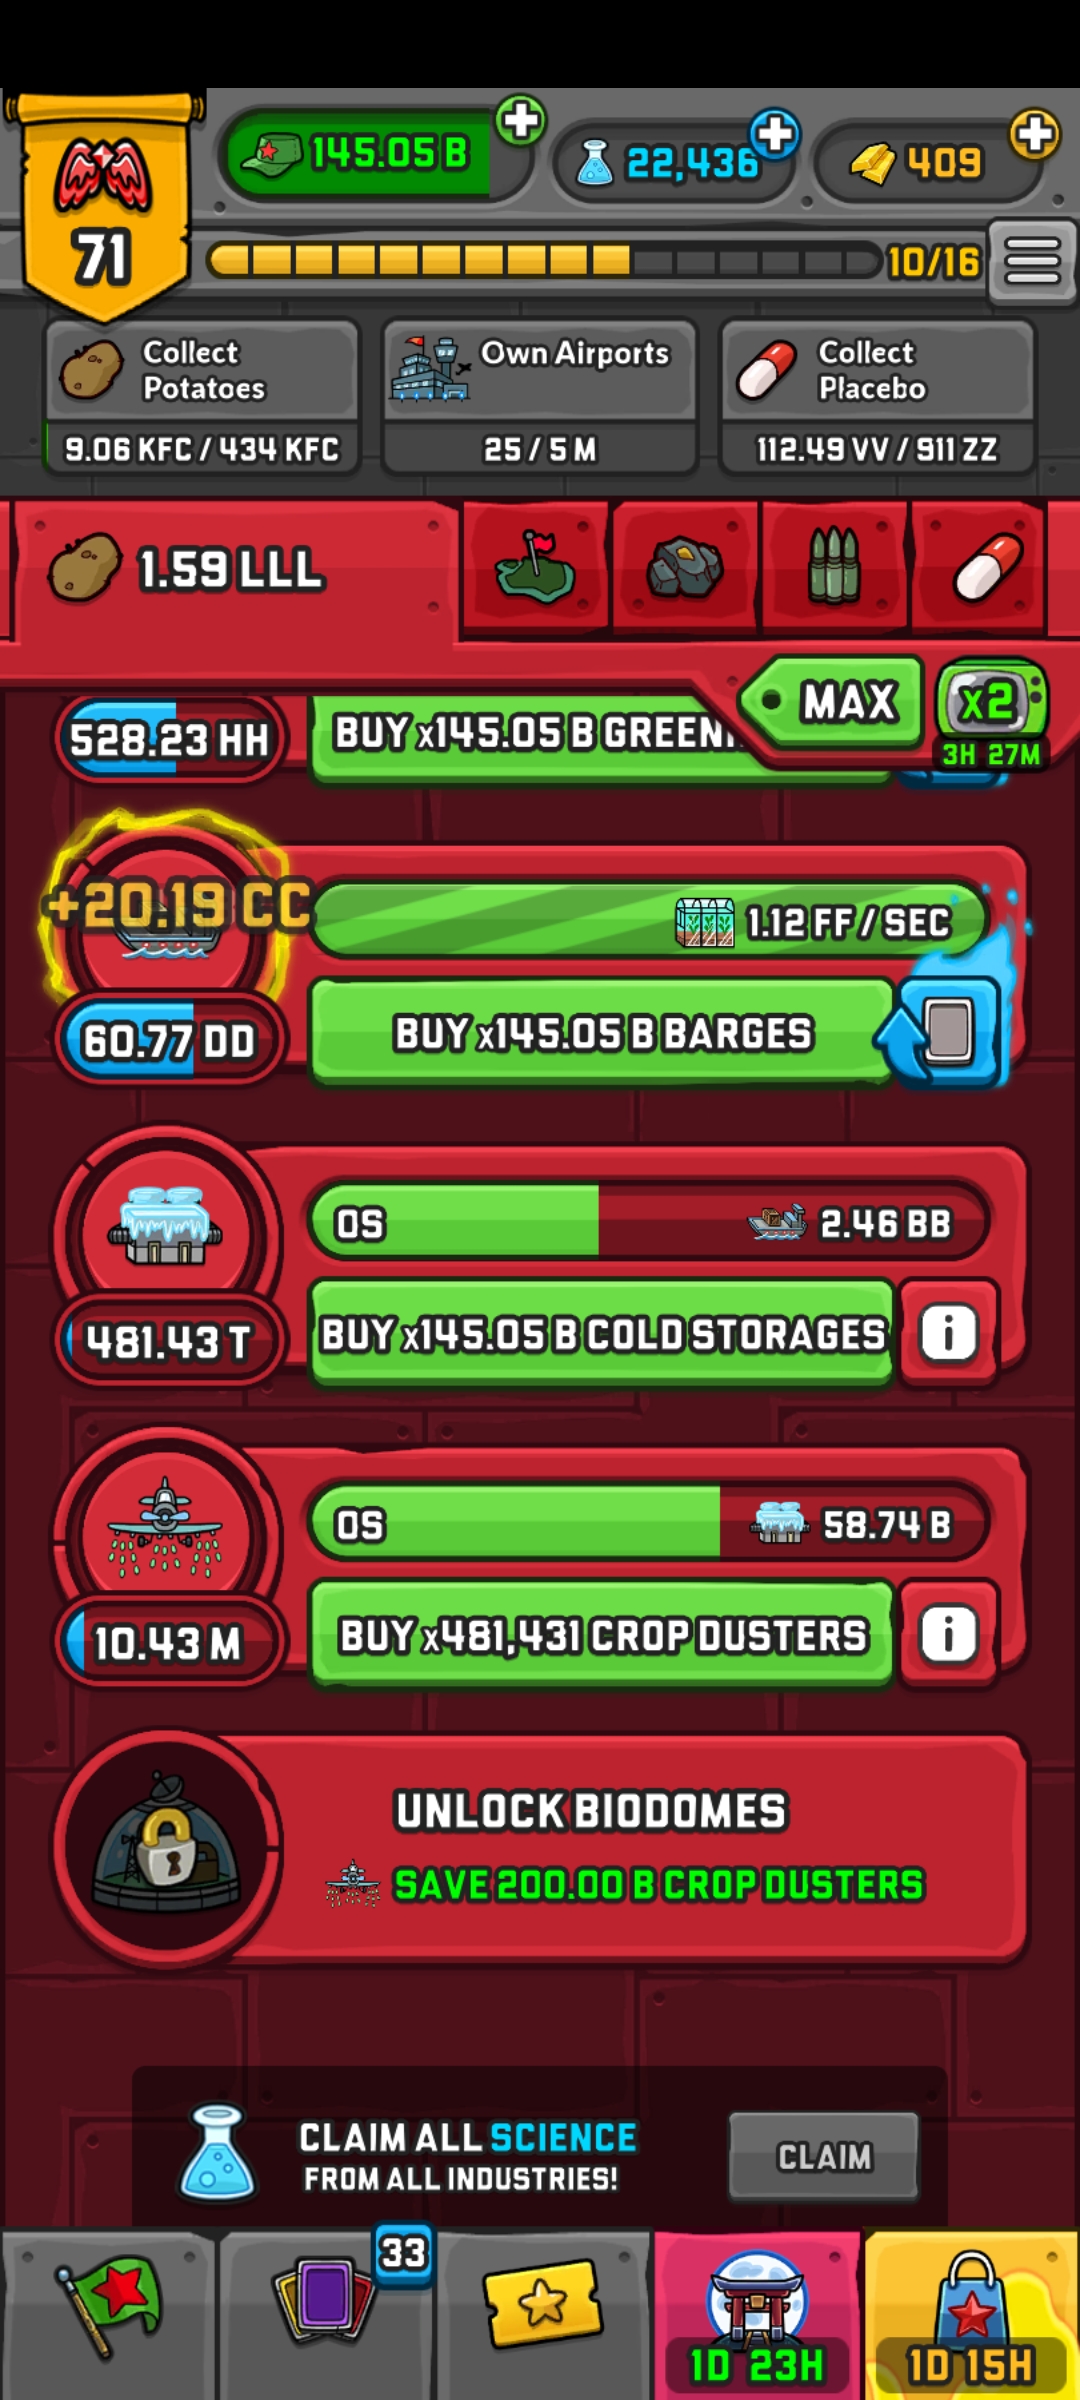 71
145.05 B
22,436
409
10/16
Collect
Potatoes
9.06 KFC / 434 KFC
Own Airports
25 / 5 M
Collect
Placebo
112.49 VV / 911 ZZ
1.59 LLL
MAX
x2
3H 27M
528.23 HH
BUY x145.05 B GREEN
+20.19 CC
1.12 FF / SEC
60.77 DD
BUY x145.05 B BARGES
0S
2.46 BB
481.43 T
BUY x145.05 B COLD STORAGES
i
0S
58.74 B
10.43 M
BUY x481,431 CROP DUSTERS
i
UNLOCK BIODOMES
SAVE 200.00 B CROP DUSTERS
CLAIM ALL SCIENCE
FROM ALL INDUSTRIES!
CLAIM
33
1D 23H
1D 15H